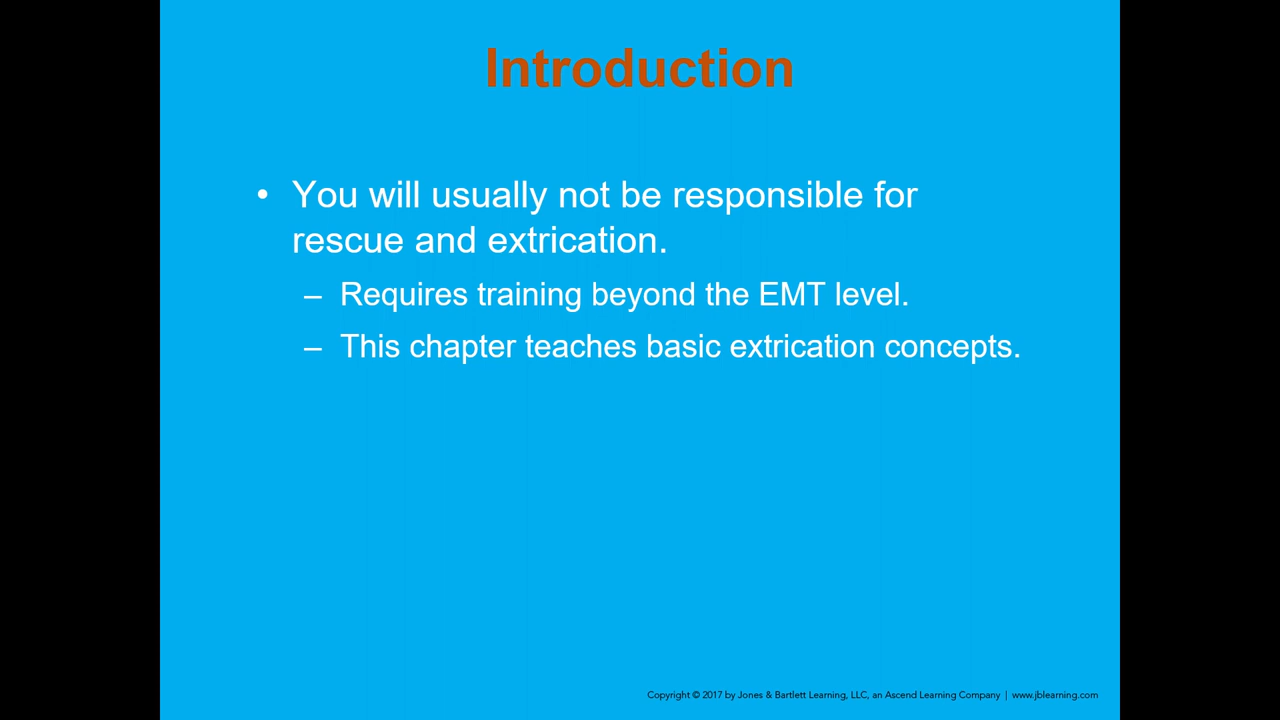 Introduction
• You will usually not be responsible for
rescue and extrication.
– Requires training beyond the EMT level.
– This chapter teaches basic extrication concepts.
Copyright © 2017 by Jones & Bartlett Learning, LLC, an Ascend Learning Company | www.jblearning.com